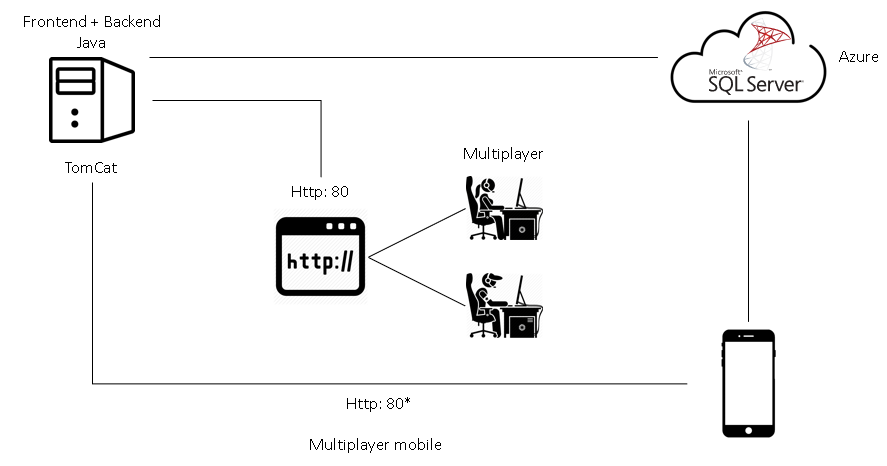 Frontend + Backend
Java
Azure
Microsoft®
SQL Server®
Multiplayer
TomCat
Http: 80
http://
Http: 80*
Multiplayer mobile